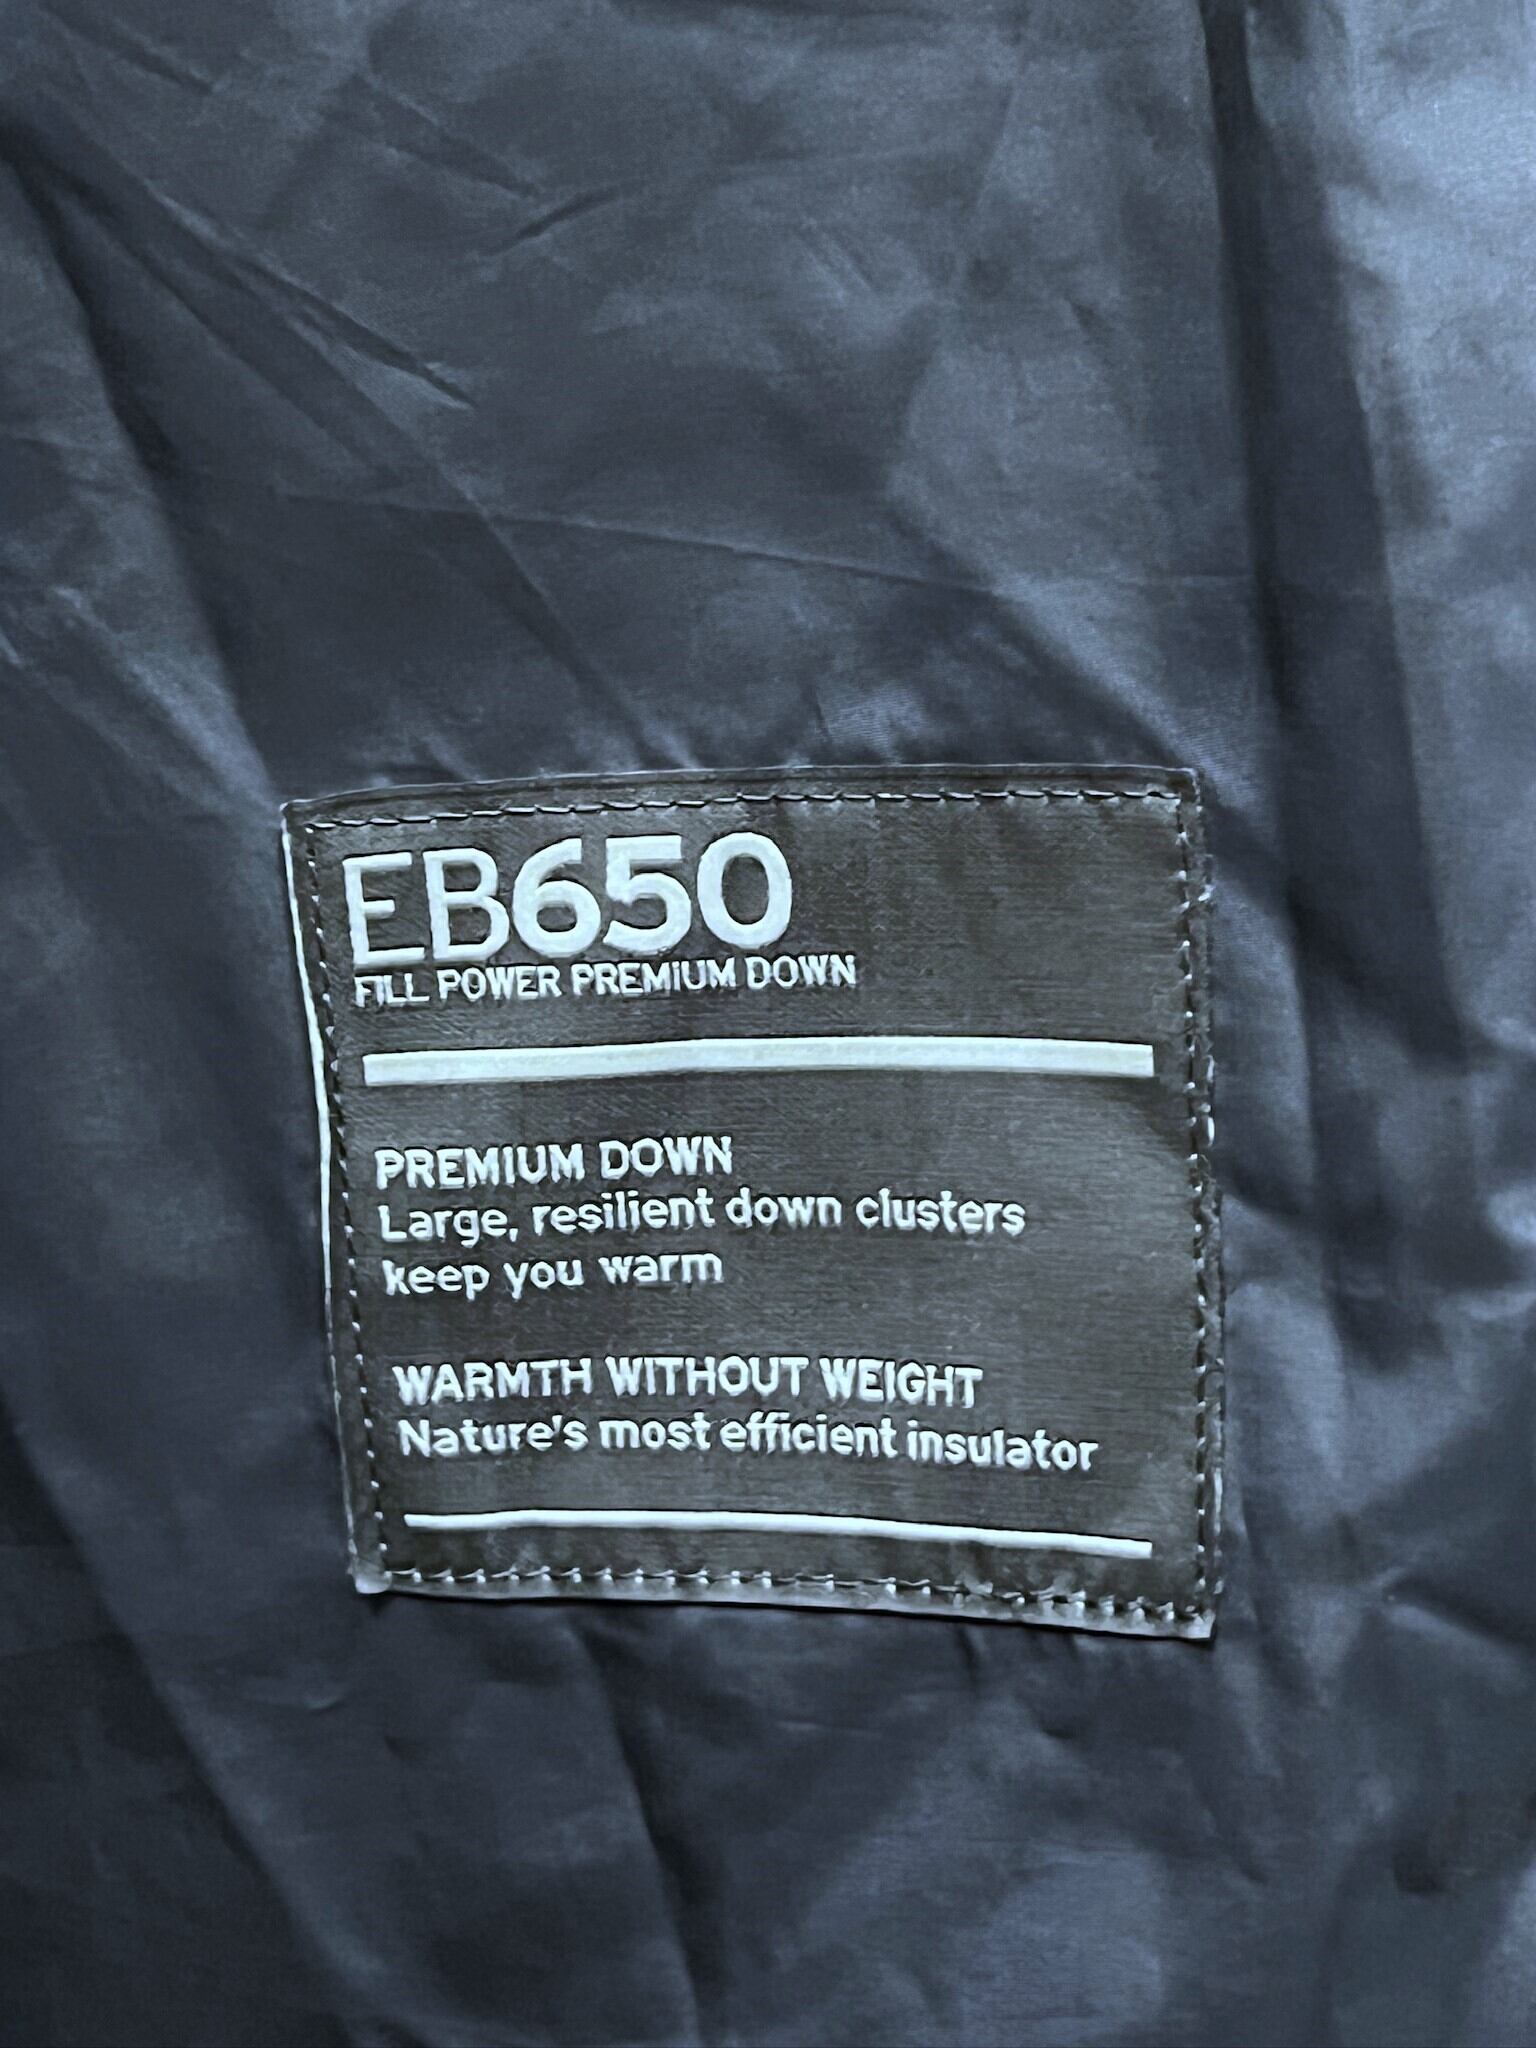 EB650
FILL POWER PREMIUM DOWN
PREMIUM DOWN
Large, resilient down clusters
keep you warm
WARMTH WITHOUT WEIGHT
Nature's most efficient insulator